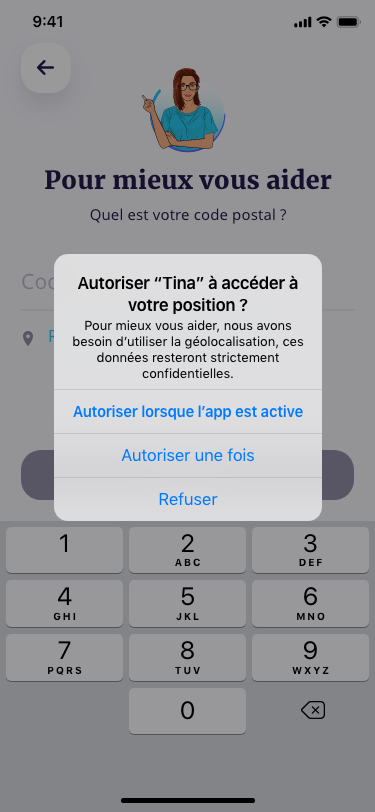 9:41
Pour mieux vous aider
Quel est votre code postal ?
Autoriser “Tina” à accéder à
votre position ?
Pour mieux vous aider, nous avons
besoin d’utiliser la géolocalisation, ces
données resteront strictement
confidentielles.
Autoriser lorsque l’app est active
Autoriser une fois
Refuser
1
2
ABC
3
DEF
4
GHI
5
JKL
6
MNO
7
PQRS
8
TUV
9
WXYZ
0